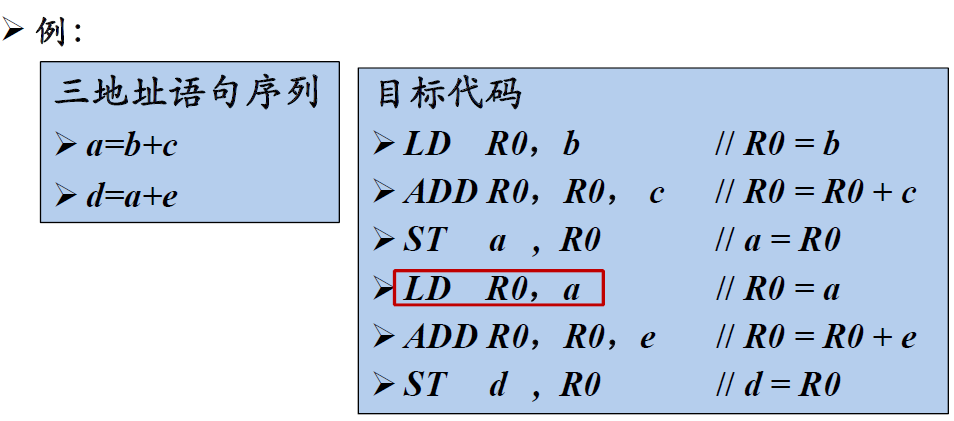 ➢ 例：
三地址语句序列
➢ a=b+c
➢ d=a+e
目标代码
➢ LD R0，b // R0 = b
➢ ADD R0，R0， c // R0 = R0 + c
➢ ST a ，R0 // a = R0
➢ LD R0，a // R0 = a
➢ ADD R0，R0，e // R0 = R0 + e
➢ ST d ，R0 // d = R0